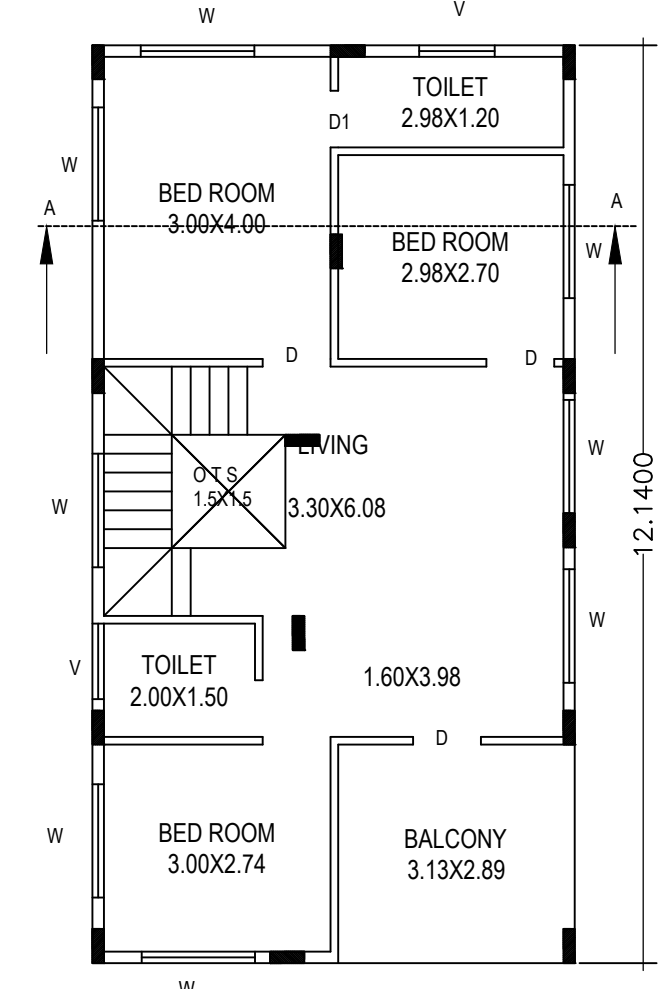 W
V
TOILET
2.98X1.20
D1
W
BED ROOM
3.00X4.00
A
A
BED ROOM
2.98X2.70
W
D
D
LIVING
W
O T S
1.5X1.5
3.30X6.08
W
12.1400
W
V
TOILET
2.00X1.50
1.60X3.98
D
W
BED ROOM
3.00X2.74
BALCONY
3.13X2.89
W